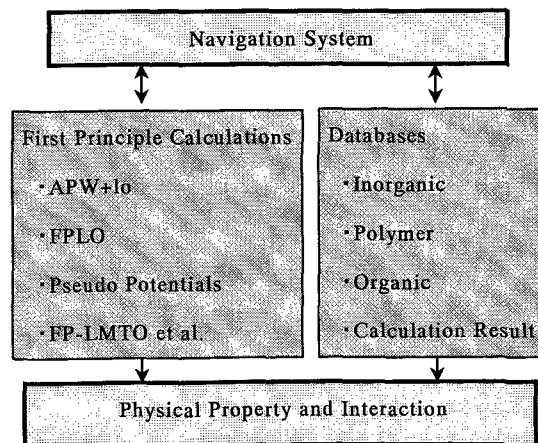 Navigation System
First Principle Calculations
・APW+lo
・FPLO
・Pseudo Potentials
・FP-LMTO et al.
Databases
・Inorganic
・Polymer
・Organic
・Calculation Result
Physical Property and Interaction